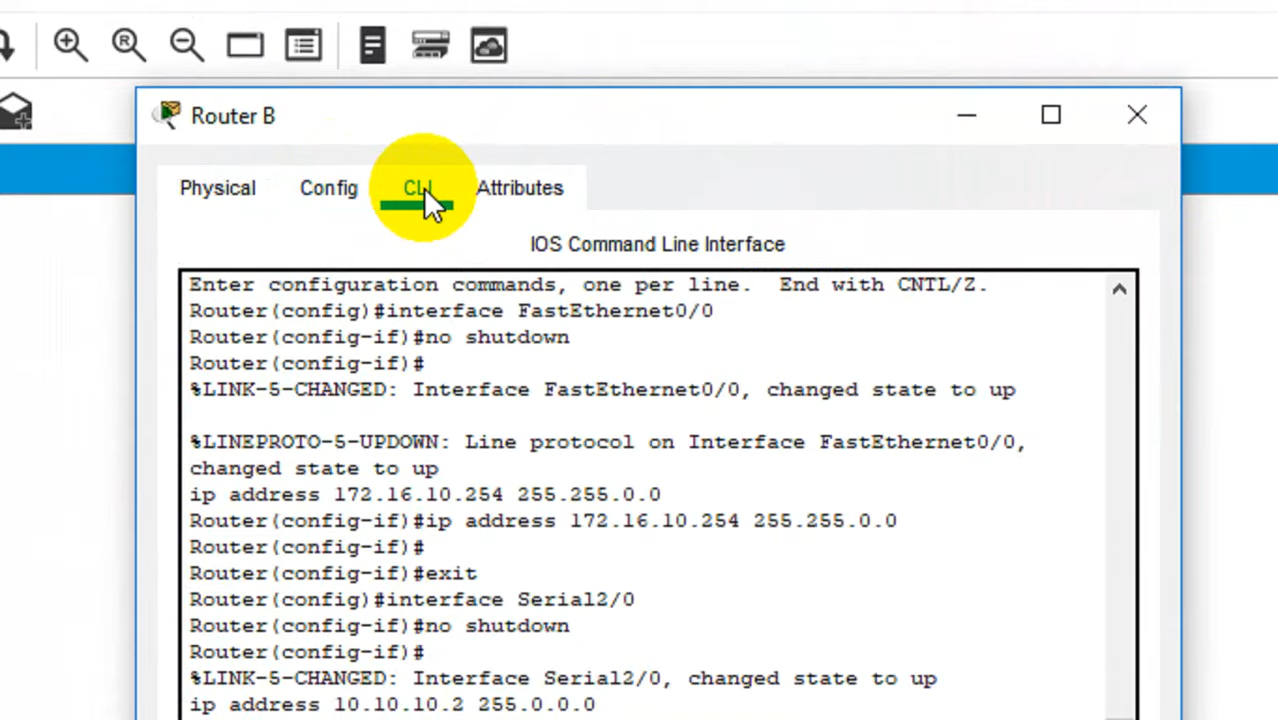 Router B
Physical Config CLI Attributes
IOS Command Line Interface
Enter configuration commands, one per line. End with CNTL/Z.
Router(config)#interface FastEthernet0/0
Router(config-if)#no shutdown
Router(config-if)#
%LINK-5-CHANGED: Interface FastEthernet0/0, changed state to up
%LINEPROTO-5-UPDOWN: Line protocol on Interface FastEthernet0/0,
changed state to up
ip address 172.16.10.254 255.255.0.0
Router(config-if)#ip address 172.16.10.254 255.255.0.0
Router(config-if)#
Router(config-if)#exit
Router(config)#interface Serial2/0
Router(config-if)#no shutdown
Router(config-if)#
%LINK-5-CHANGED: Interface Serial2/0, changed state to up
ip address 10.10.10.2 255.0.0.0